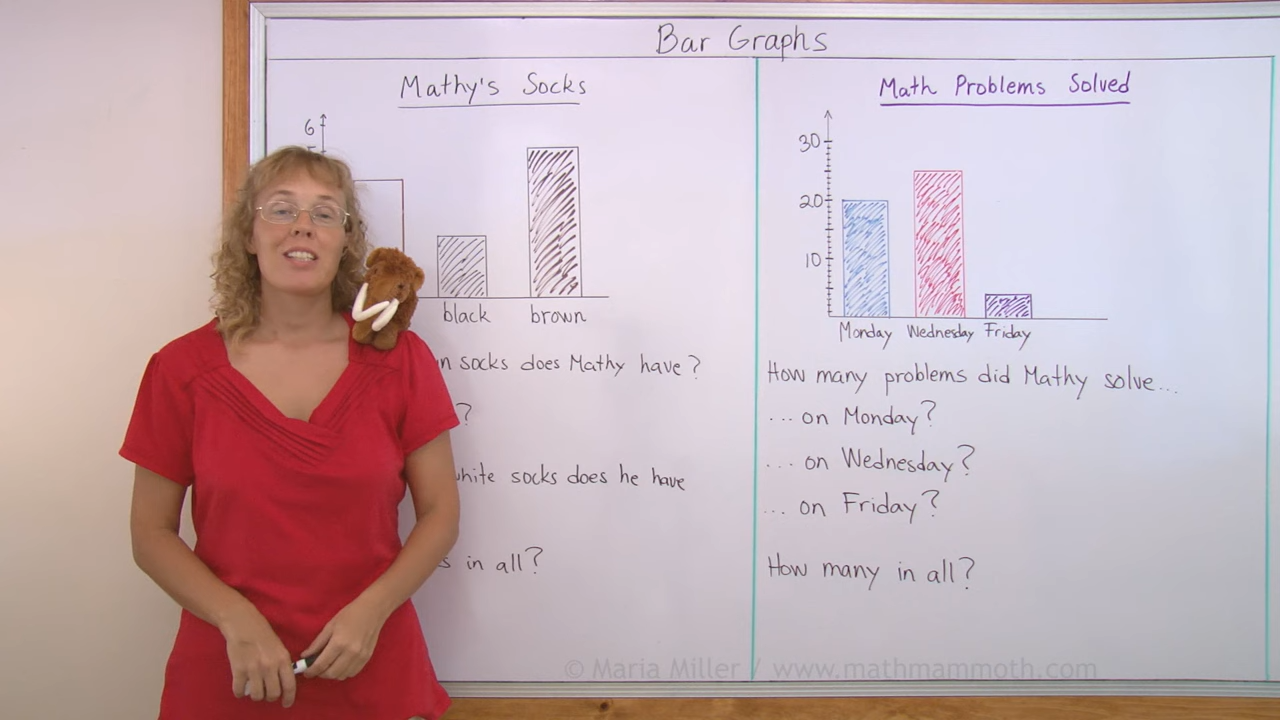 Bar Graphs
Mathy's Socks
6
black brown
socks does Mathy have?
?
white socks does he have
in all?
Math Problems Solved
30
20
10
Monday Wednesday Friday
How many problems did Mathy solve...
... on Monday?
... on Wednesday?
... on Friday?
How many in all?
© Maria Miller / www.mathmammoth.com